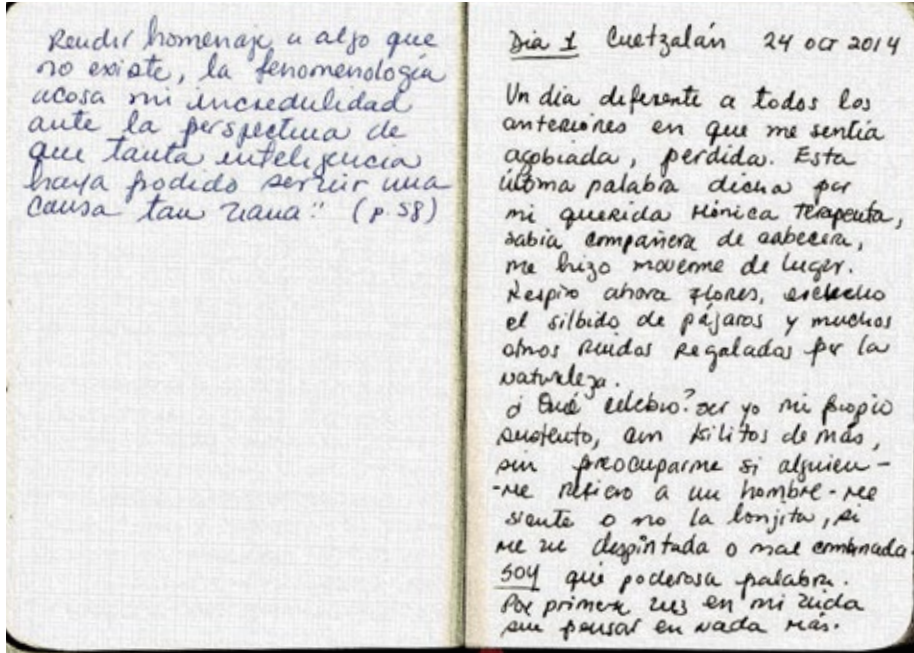 Rendir homenaje a algo que
no existe, la fenomenología
acosa mi incredulidad
ante la perspectiva de
que tanta inteligencia
haya podido servir una
causa tan vana." (p. 58)
Dia 1 Cuetzalán 24 oct 2014
Un dia diferente a todos los
anteriores en que me sentía
agobiada, perdida. Esta
última palabra dicha por
mi querida Mónica Terapeuta,
sabia compañera de cabecera,
me hizo moverme de lugar.
Respiro ahora flores, escucho
el silbido de pájaros y muchos
otros ruidos regalados por la
naturaleza.
¿Qué celebro? ser yo mi propio
sustento, con kilitos de más,
sin preocuparme si alguien -
-me refiero a un hombre- me
siente o no la lonjita, si
me ve despintada o mal combinada.
SOY que poderosa palabra.
Por primera vez en mi vida
sin pensar en nada más.